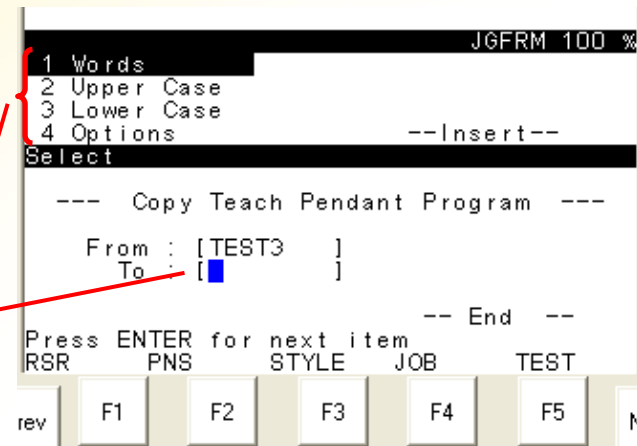 JGFRM 100 %
1 Words
2 Upper Case
3 Lower Case
4 Options --Insert--
Select
--- Copy Teach Pendant Program ---
From : [TEST3 ]
To : [ ]
-- End --
Press ENTER for next item
RSR PNS STYLE JOB TEST
rev F1 F2 F3 F4 F5